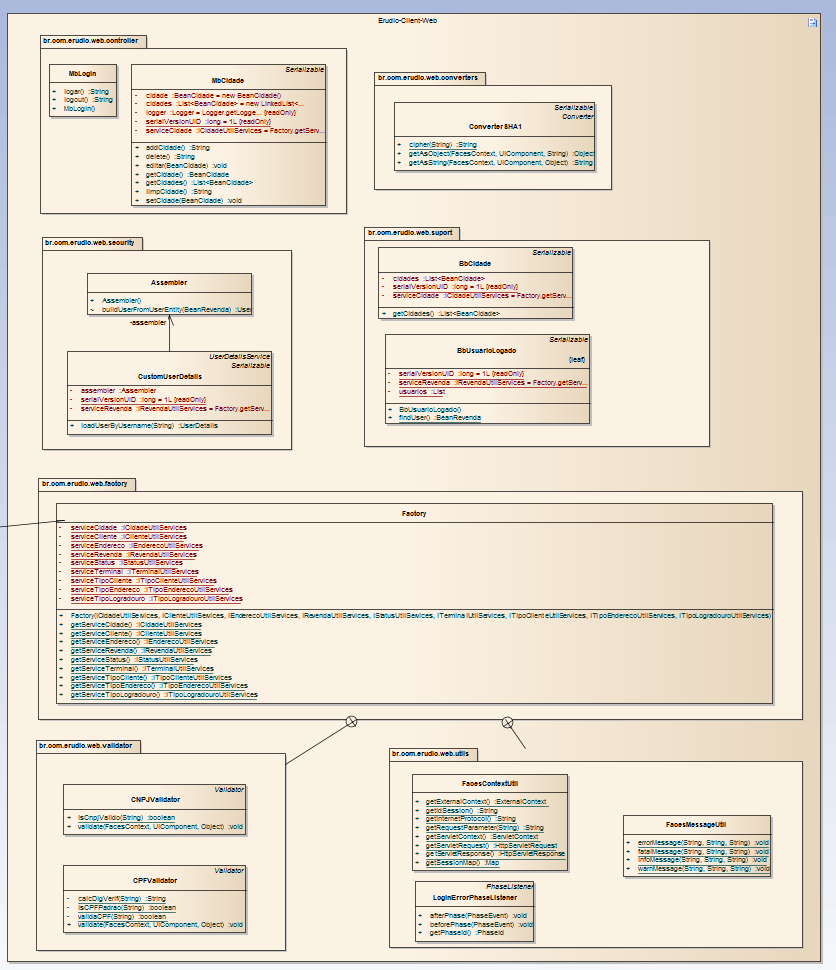 Erudio-Client-Web
br.com.erudio.web.controller
MbLogin
+ logar() :String
+ logout() :String
+ MbLogin()
Serializable
MbCidade
- cidade :BeanCidade = new BeanCidade()
- cidades :List<BeanCidade> = new LinkedList<...
- logger :Logger = Logger.getLogge... {readOnly}
- serialVersionUID :long = 1L {readOnly}
- serviceCidade :ICidadeUtilServices = Factory.getServ...
+ addCidade() :String
+ delete() :String
+ editar(BeanCidade) :void
+ getCidade() :BeanCidade
+ getCidades() :List<BeanCidade>
+ limpCidade() :String
+ setCidade(BeanCidade) :void
br.com.erudio.web.converters
Serializable
Converter
ConverterSHA1
+ cipher(String) :String
+ getAsObject(FacesContext, UIComponent, String) :Object
+ getAsString(FacesContext, UIComponent, Object) :String
br.com.erudio.web.security
Assembler
+ Assembler()
~ buildUserFromUserEntity(BeanRevenda) :User
-assembler
UserDetailsService
Serializable
CustomUserDetails
- assembler :Assembler
- serialVersionUID :long = 1L {readOnly}
- serviceRevenda :IRevendaUtilServices = Factory.getServ...
+ loadUserByUsername(String) :UserDetails
br.com.erudio.web.suport
Serializable
BbCidade
- cidades :List<BeanCidade>
- serialVersionUID :long = 1L {readOnly}
- serviceCidade :ICidadeUtilServices = Factory.getServ...
+ getCidades() :List<BeanCidade>
Serializable
BbUsuarioLogado
{leaf}
- serialVersionUID :long = 1L {readOnly}
- serviceRevenda :IRevendaUtilServices = Factory.getServ...
- usuarios :List
+ BbUsuarioLogado()
+ findUser() :BeanRevenda
br.com.erudio.web.factory
Factory
- serviceCidade :ICidadeUtilServices
- serviceCliente :IClienteUtilServices
- serviceEndereco :IEnderecoUtilServices
- serviceRevenda :IRevendaUtilServices
- serviceStatus :IStatusUtilServices
- serviceTerminal :ITerminalUtilServices
- serviceTipoCliente :ITipoClienteUtilServices
- serviceTipoEndereco :ITipoEnderecoUtilServices
- serviceTipoLogradouro :ITipoLogradouroUtilServices
+ Factory(ICidadeUtilServices, IClienteUtilServices, IEnderecoUtilServices, IRevendaUtilServices, IStatusUtilServices, ITerminalUtilServices, ITipoClienteUtilServices, ITipoEnderecoUtilServices, ITipoLogradouroUtilServices)
+ getServiceCidade() :ICidadeUtilServices
+ getServiceCliente() :IClienteUtilServices
+ getServiceEndereco() :IEnderecoUtilServices
+ getServiceRevenda() :IRevendaUtilServices
+ getServiceStatus() :IStatusUtilServices
+ getServiceTerminal() :ITerminalUtilServices
+ getServiceTipoCliente() :ITipoClienteUtilServices
+ getServiceTipoEndereco() :ITipoEnderecoUtilServices
+ getServiceTipoLogradouro() :ITipoLogradouroUtilServices
br.com.erudio.web.validator
Validator
CNPJValidator
+ isCnpjValido(String) :boolean
+ validate(FacesContext, UIComponent, Object) :void
Validator
CPFValidator
- calcDigVerif(String) :String
- isCPFPadrao(String) :boolean
- validaCPF(String) :boolean
+ validate(FacesContext, UIComponent, Object) :void
br.com.erudio.web.utils
FacesContextUtil
+ getExternalContext() :ExternalContext
+ getIdSession() :String
+ getInternetProtocol() :String
+ getRequestParameter(String) :String
+ getServletContext() :ServletContext
+ getServletRequest() :HttpServletRequest
+ getServletResponse() :HttpServletResponse
+ getSessionMap() :Map
FacesMessageUtil
+ errorMessage(String, String, String) :void
+ fatalMessage(String, String, String) :void
+ infoMessage(String, String, String) :void
+ warnMessage(String, String, String) :void
PhaseListener
LoginErrorPhaseListener
+ afterPhase(PhaseEvent) :void
+ beforePhase(PhaseEvent) :void
+ getPhaseId() :PhaseId